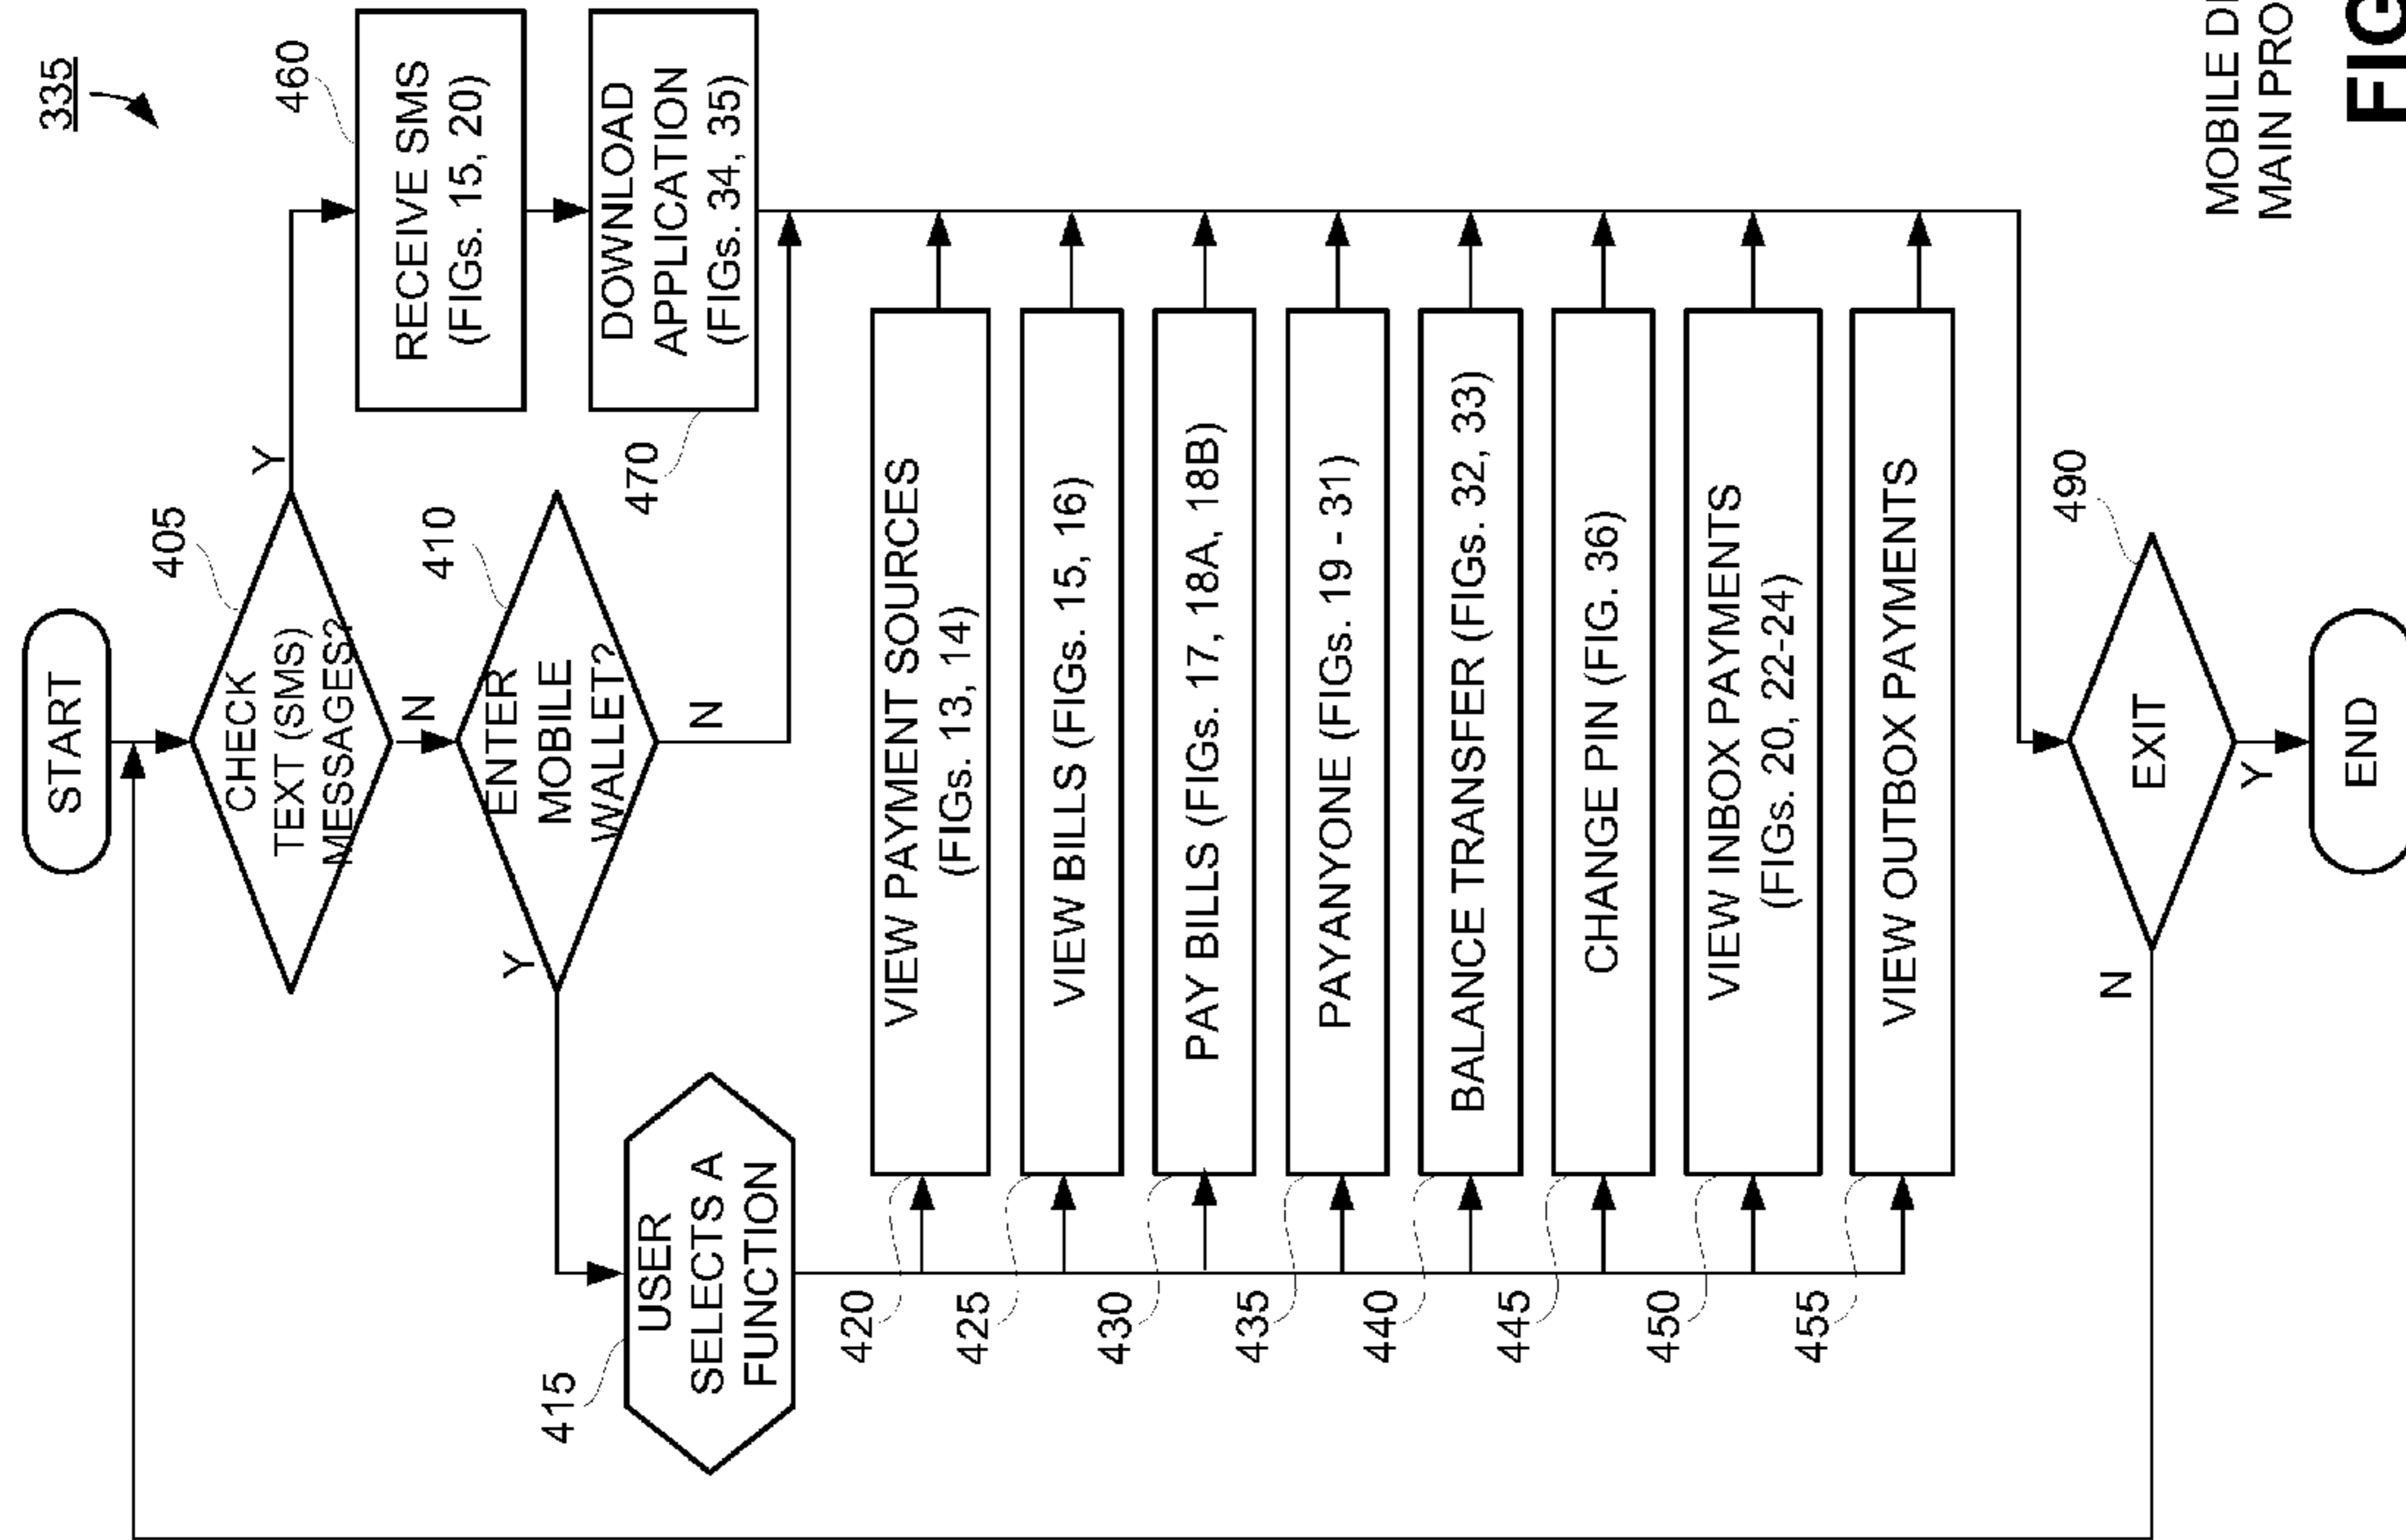 335
START
405
CHECK
TEXT (SMS)
MESSAGES?
Y
N
460
RECEIVE SMS
(FIGs. 15, 20)
410
ENTER
MOBILE
WALLET?
Y
N
470
DOWNLOAD
APPLICATION
(FIGs. 34, 35)
415
USER
SELECTS A
FUNCTION
420
VIEW PAYMENT SOURCES
(FIGs. 13, 14)
425
VIEW BILLS (FIGs. 15, 16)
430
PAY BILLS (FIGs. 17, 18A, 18B)
435
PAYANYONE (FIGs. 19 - 31)
440
BALANCE TRANSFER (FIGs. 32, 33)
445
CHANGE PIN (FIG. 36)
450
VIEW INBOX PAYMENTS
(FIGs. 20, 22-24)
455
VIEW OUTBOX PAYMENTS
490
EXIT
N
Y
END
MOBILE
MAIN